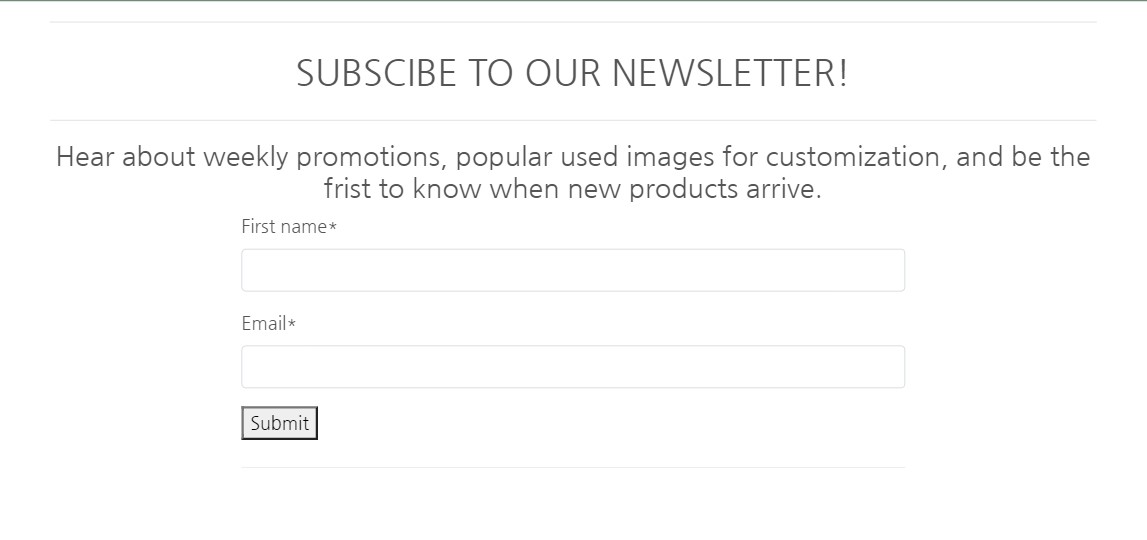 SUBSCIBE TO OUR NEWSLETTER!
Hear about weekly promotions, popular used images for customization, and be the
frist to know when new products arrive.
First name*
Email*
Submit